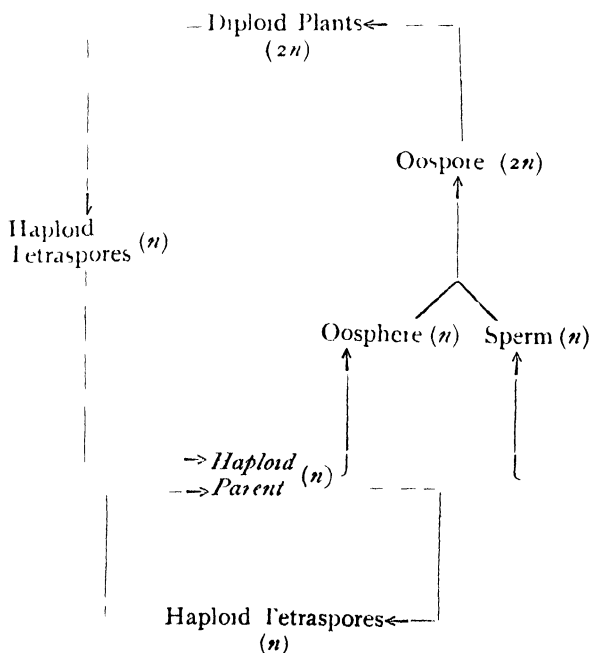 Diploid Plants
(2n)
Oospore (2n)
Haploid
Tetraspores (n)
Oosphere (n) Sperm (n)
Haploid
Parent (n)
Haploid Tetraspores
(n)